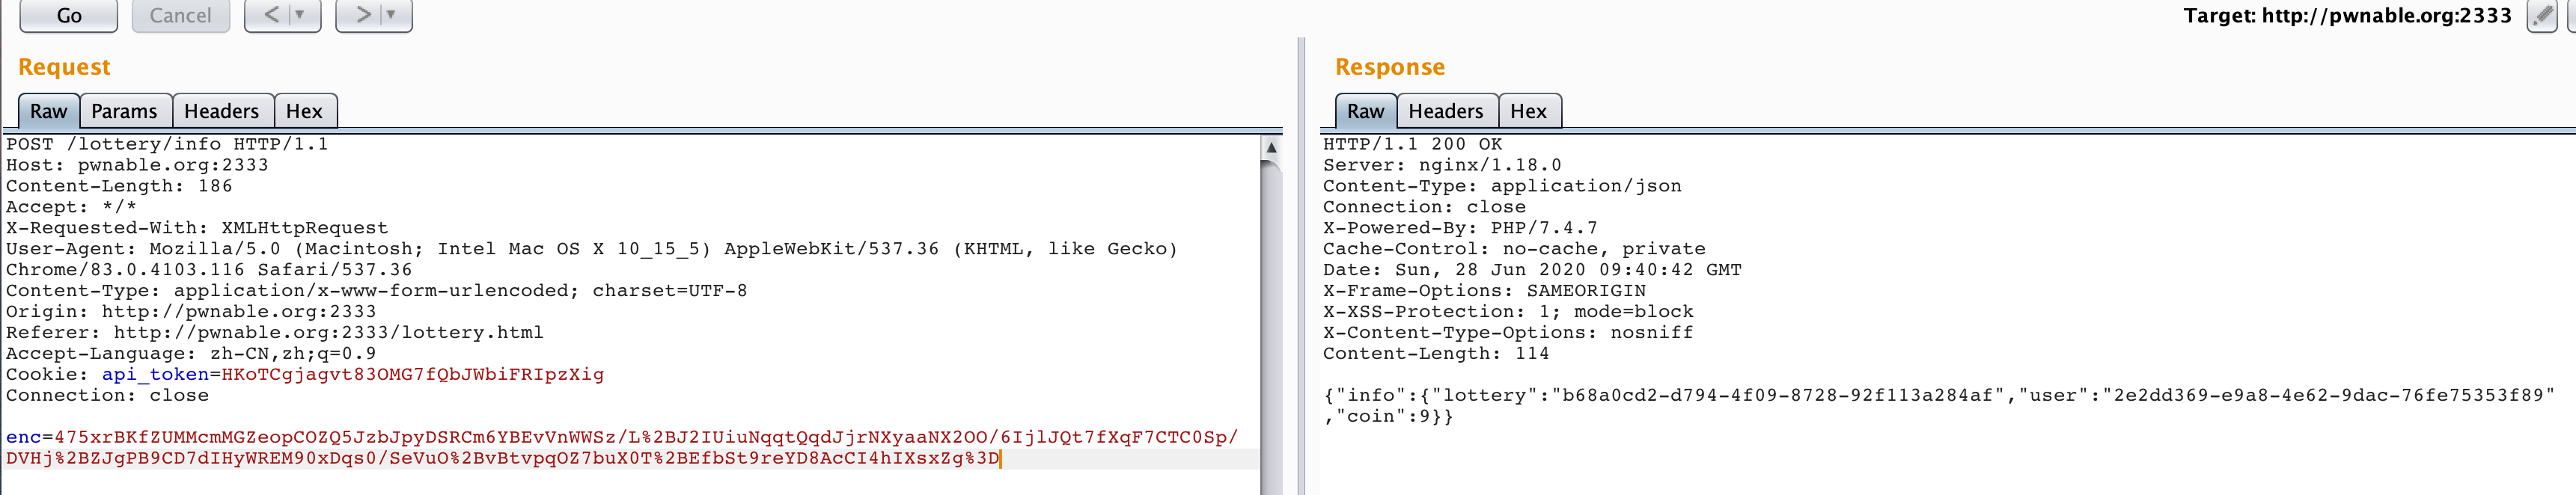 Go Cancel < > Target: http://pwnable.org:2333
Request
Raw Params Headers Hex
POST /lottery/info HTTP/1.1
Host: pwnable.org:2333
Content-Length: 186
Accept: */*
X-Requested-With: XMLHttpRequest
User-Agent: Mozilla/5.0 (Macintosh; Intel Mac OS X 10_15_5) AppleWebKit/537.36 (KHTML, like Gecko)
Chrome/83.0.4103.116 Safari/537.36
Content-Type: application/x-www-form-urlencoded; charset=UTF-8
Origin: http://pwnable.org:2333
Referer: http://pwnable.org:2333/lottery.html
Accept-Language: zh-CN,zh;q=0.9
Cookie: api_token=HKoTCgjagvt83OMG7fQbJWbiFRIpzXig
Connection: close
enc=475xrBKfZUMMcmMGZeopCOZQ5JzbJpyDSRCm6YBEvVnWWSz/L%2BJ2IUiuNqqtQqdJjrNXyaaNX2OO/6IjlJQt7fXqF7CTC0Sp/
DVHj%2BZJgPB9CD7dIHyWREM90xDqs0/SeVuO%2BvBtvpqOZ7buX0T%2BEfbSt9reYD8AcCI4hIXsxZg%3D
Response
Raw Headers Hex
HTTP/1.1 200 OK
Server: nginx/1.18.0
Content-Type: application/json
Connection: close
X-Powered-By: PHP/7.4.7
Cache-Control: no-cache, private
Date: Sun, 28 Jun 2020 09:40:42 GMT
X-Frame-Options: SAMEORIGIN
X-XSS-Protection: 1; mode=block
X-Content-Type-Options: nosniff
Content-Length: 114
{"info":{"lottery":"b68a0cd2-d794-4f09-8728-92f113a284af","user":"2e2dd369-e9a8-4e62-9dac-76fe75353f89"
,"coin":9}}